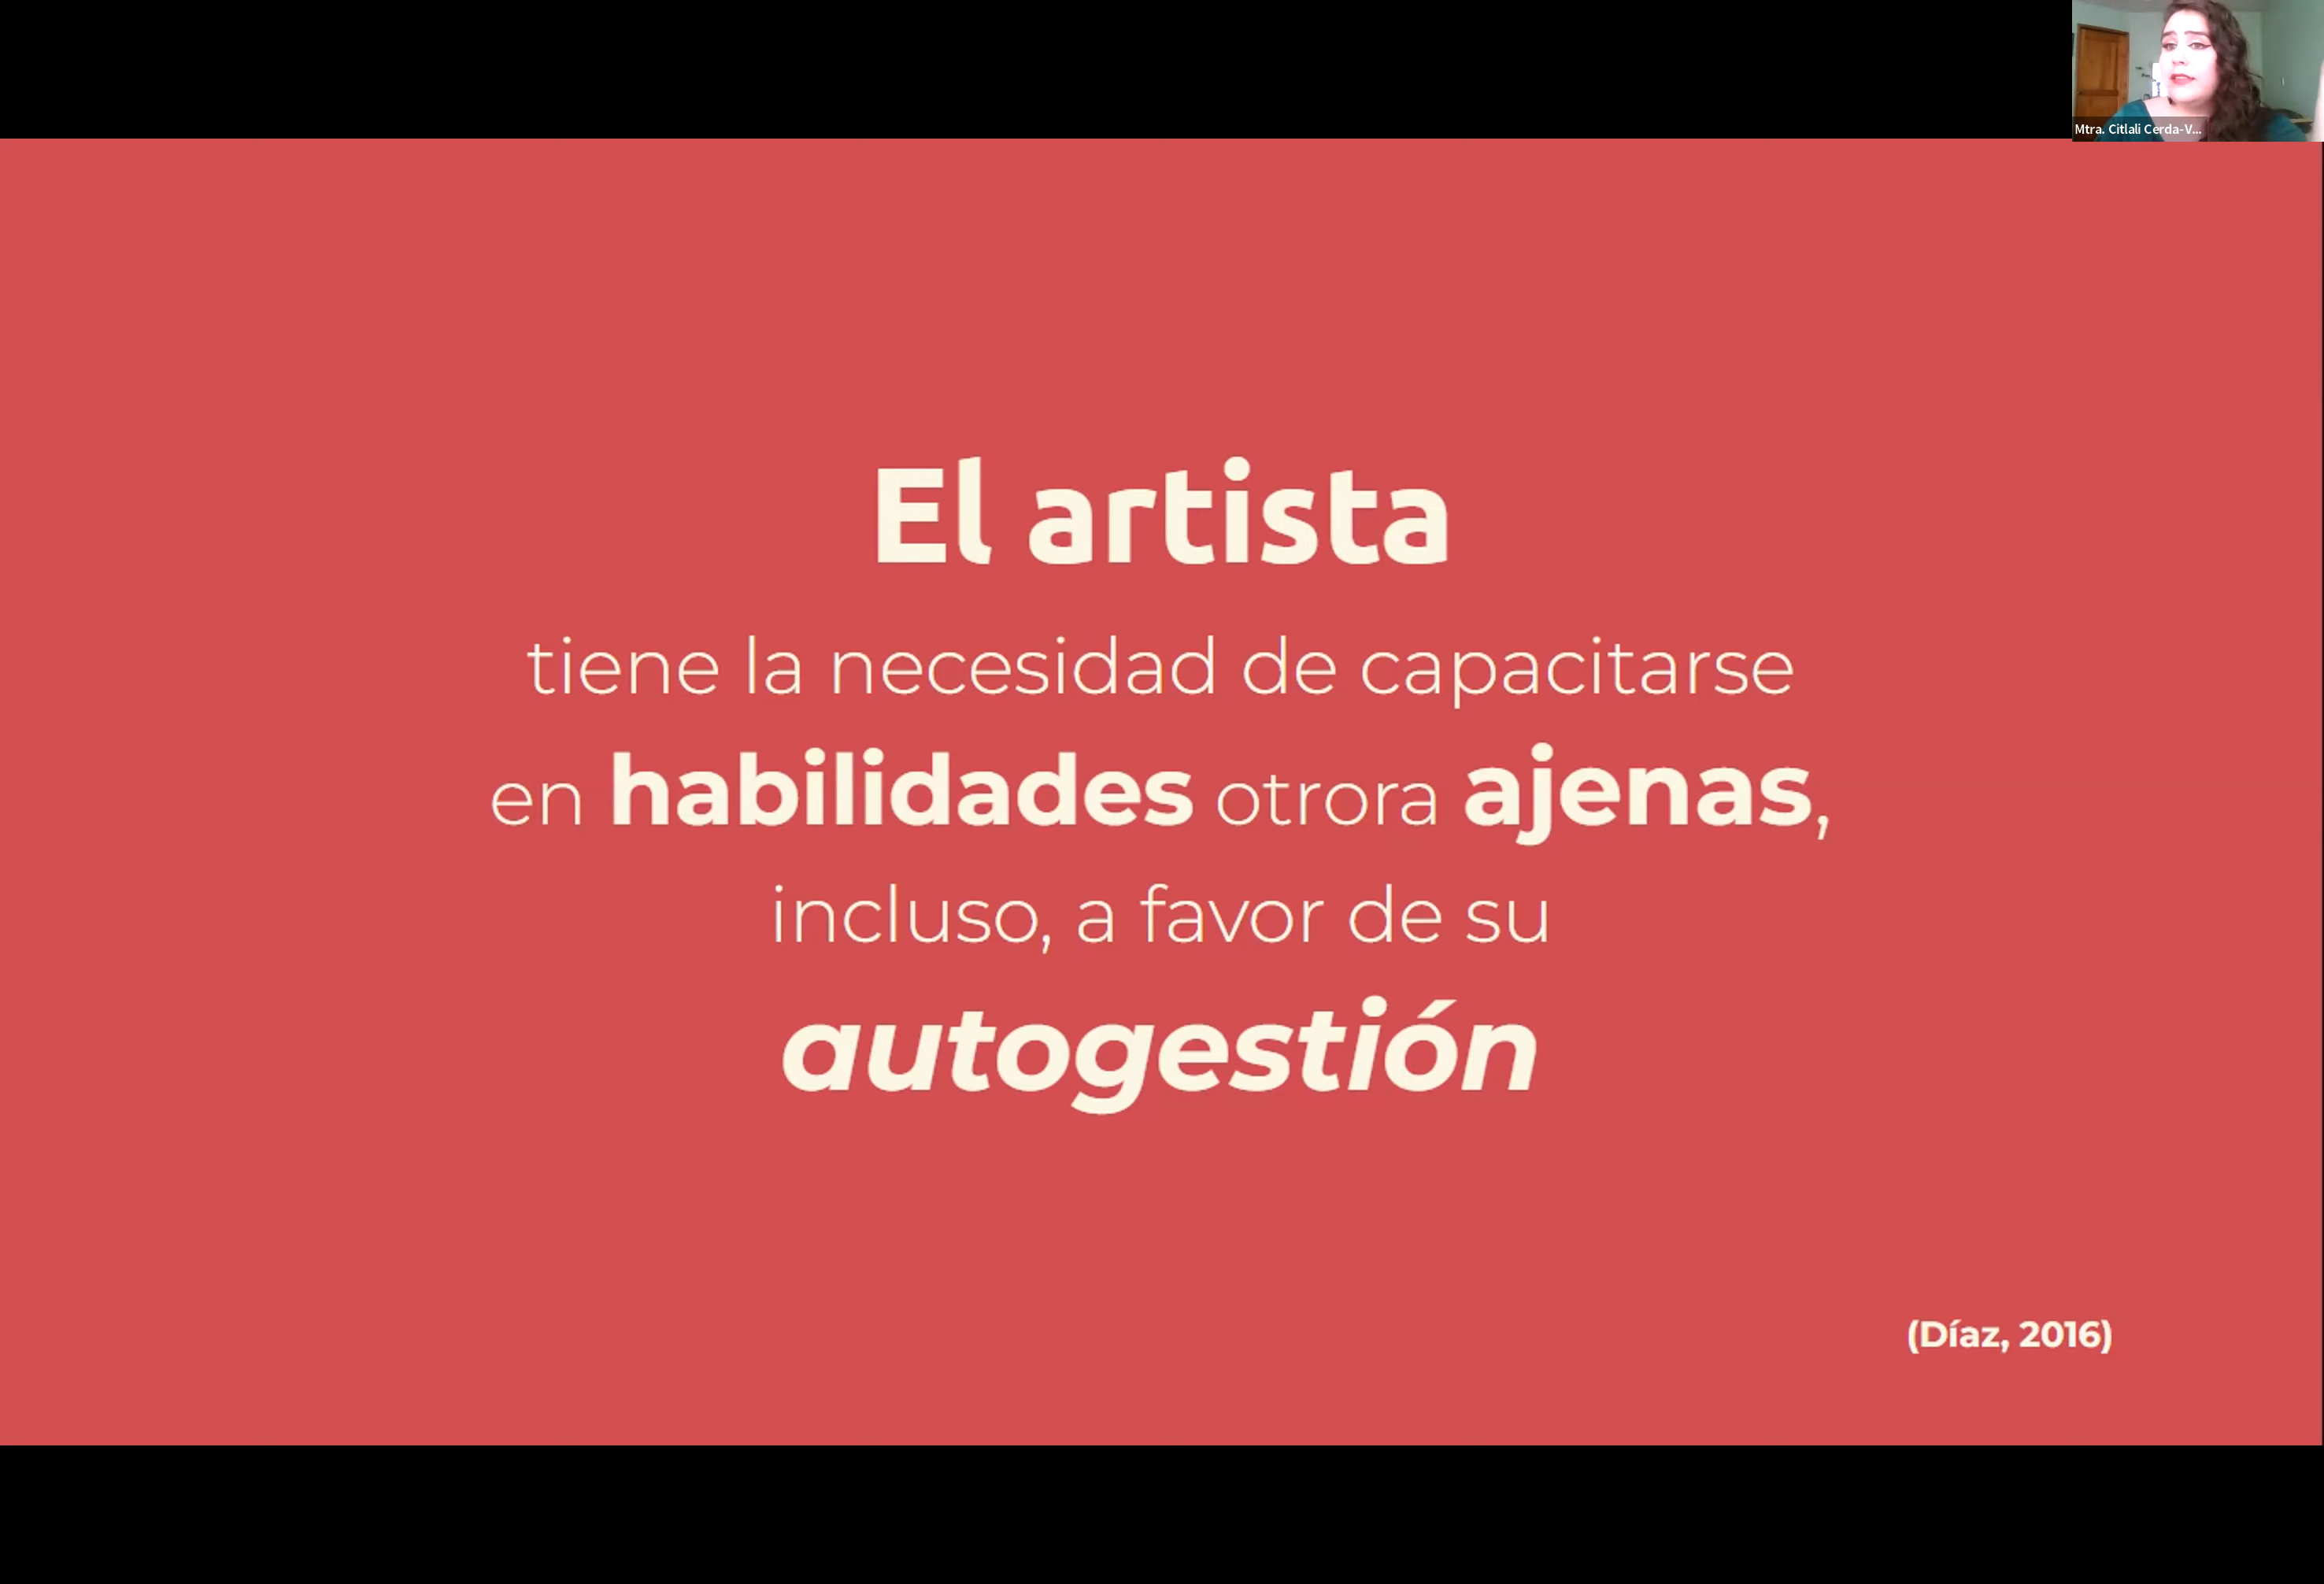 Mtra. Citlali Cerda-V...
El artista
tiene la necesidad de capacitarse
en habilidades otrora ajenas,
incluso, a favor de su
autogestión
(Díaz, 2016)